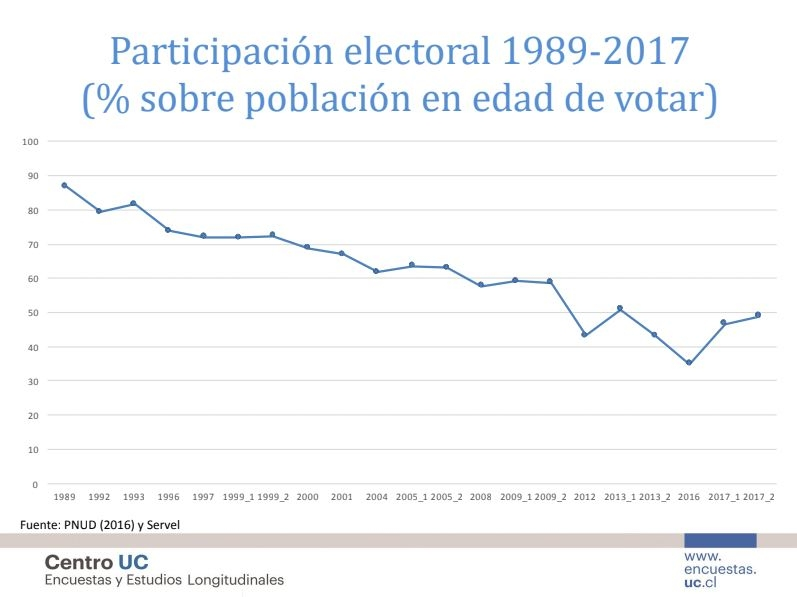 Participación electoral 1989-2017
(% sobre población en edad de votar)
100
90
80
70
60
50
40
30
20
10
0
1989 1992 1993 1996 1997 1999_1 1999_2 2000 2001 2004 2005_1 2005_2 2008 2009_1 2009_2 2012 2013_1 2013_2 2016 2017_1 2017_2
Fuente: PNUD (2016) y Servel
Centro UC
Encuestas y Estudios Longitudinales
www.
encuestas.
uc.cl